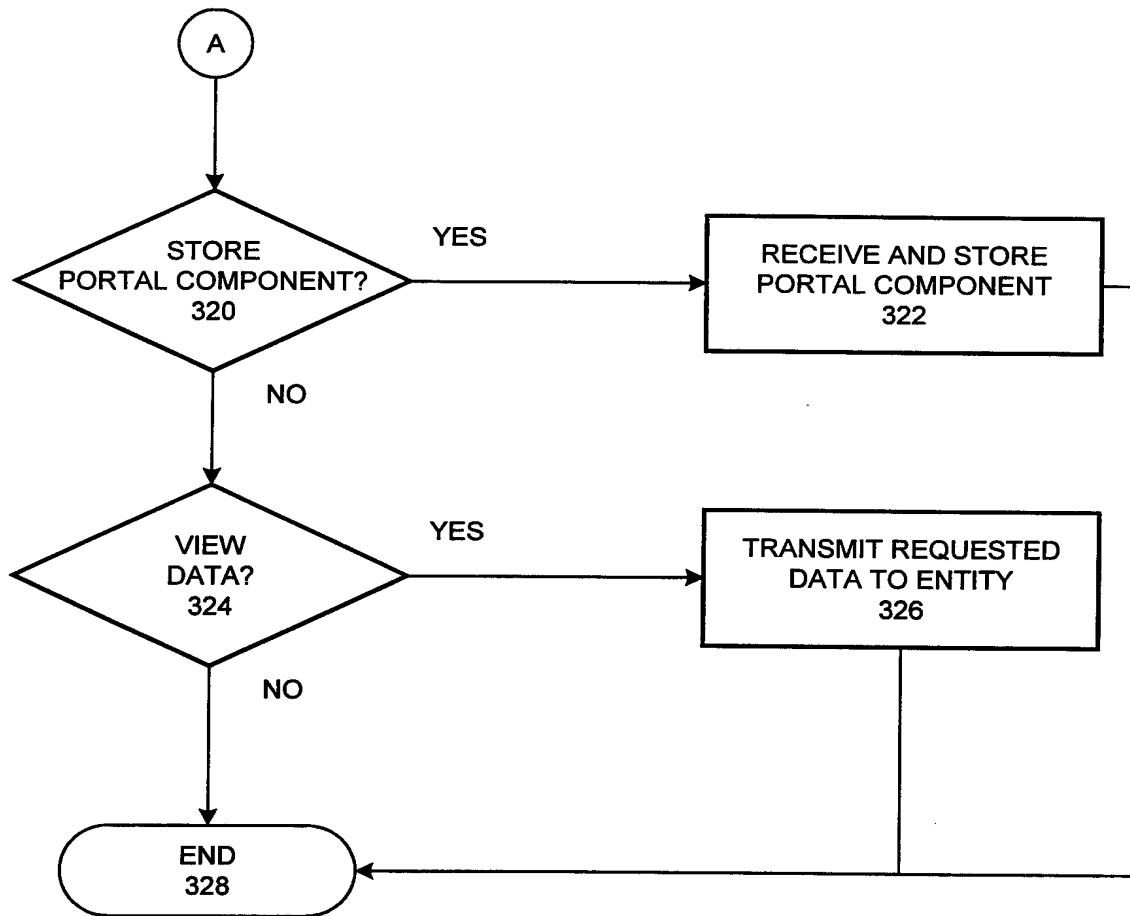 A
STORE
PORTAL COMPONENT?
320
YES
RECEIVE AND STORE
PORTAL COMPONENT
322
NO
VIEW
DATA?
324
YES
TRANSMIT REQUESTED
DATA TO ENTITY
326
NO
END
328